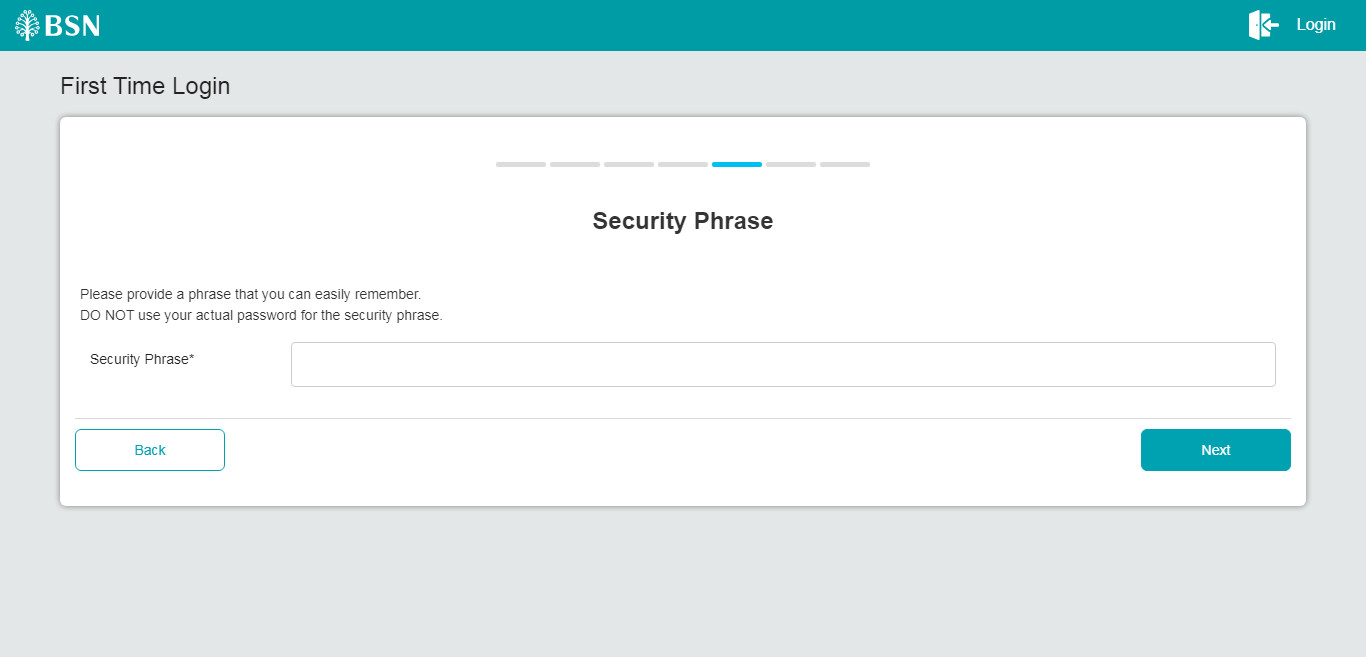 BSN
Login
First Time Login
Security Phrase
Please provide a phrase that you can easily remember.
DO NOT use your actual password for the security phrase.
Security Phrase*
Back
Next